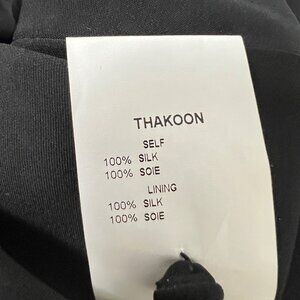 THAKOON
SELF
100% SILK
100% SOIE
LINING
100% SILK
100% SOIE